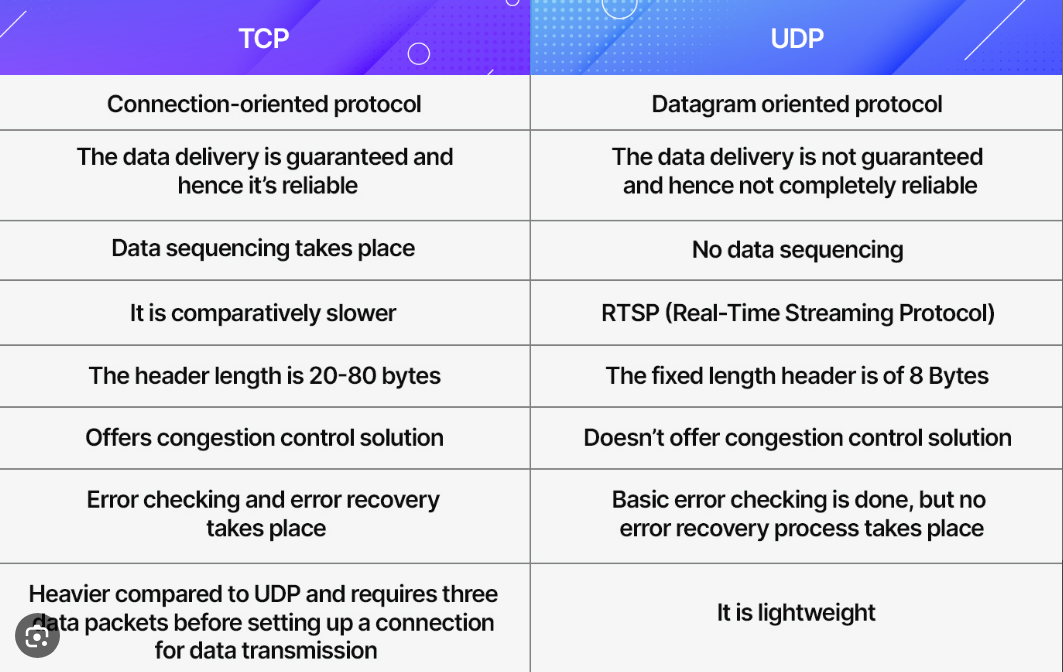 TCP
UDP
Connection-oriented protocol
Datagram oriented protocol
The data delivery is guaranteed and
hence it’s reliable
The data delivery is not guaranteed
and hence not completely reliable
Data sequencing takes place
No data sequencing
It is comparatively slower
RTSP (Real-Time Streaming Protocol)
The header length is 20-80 bytes
The fixed length header is of 8 Bytes
Offers congestion control solution
Doesn’t offer congestion control solution
Error checking and error recovery
takes place
Basic error checking is done, but no
error recovery process takes place
Heavier compared to UDP and requires three
data packets before setting up a connection
for data transmission
It is lightweight